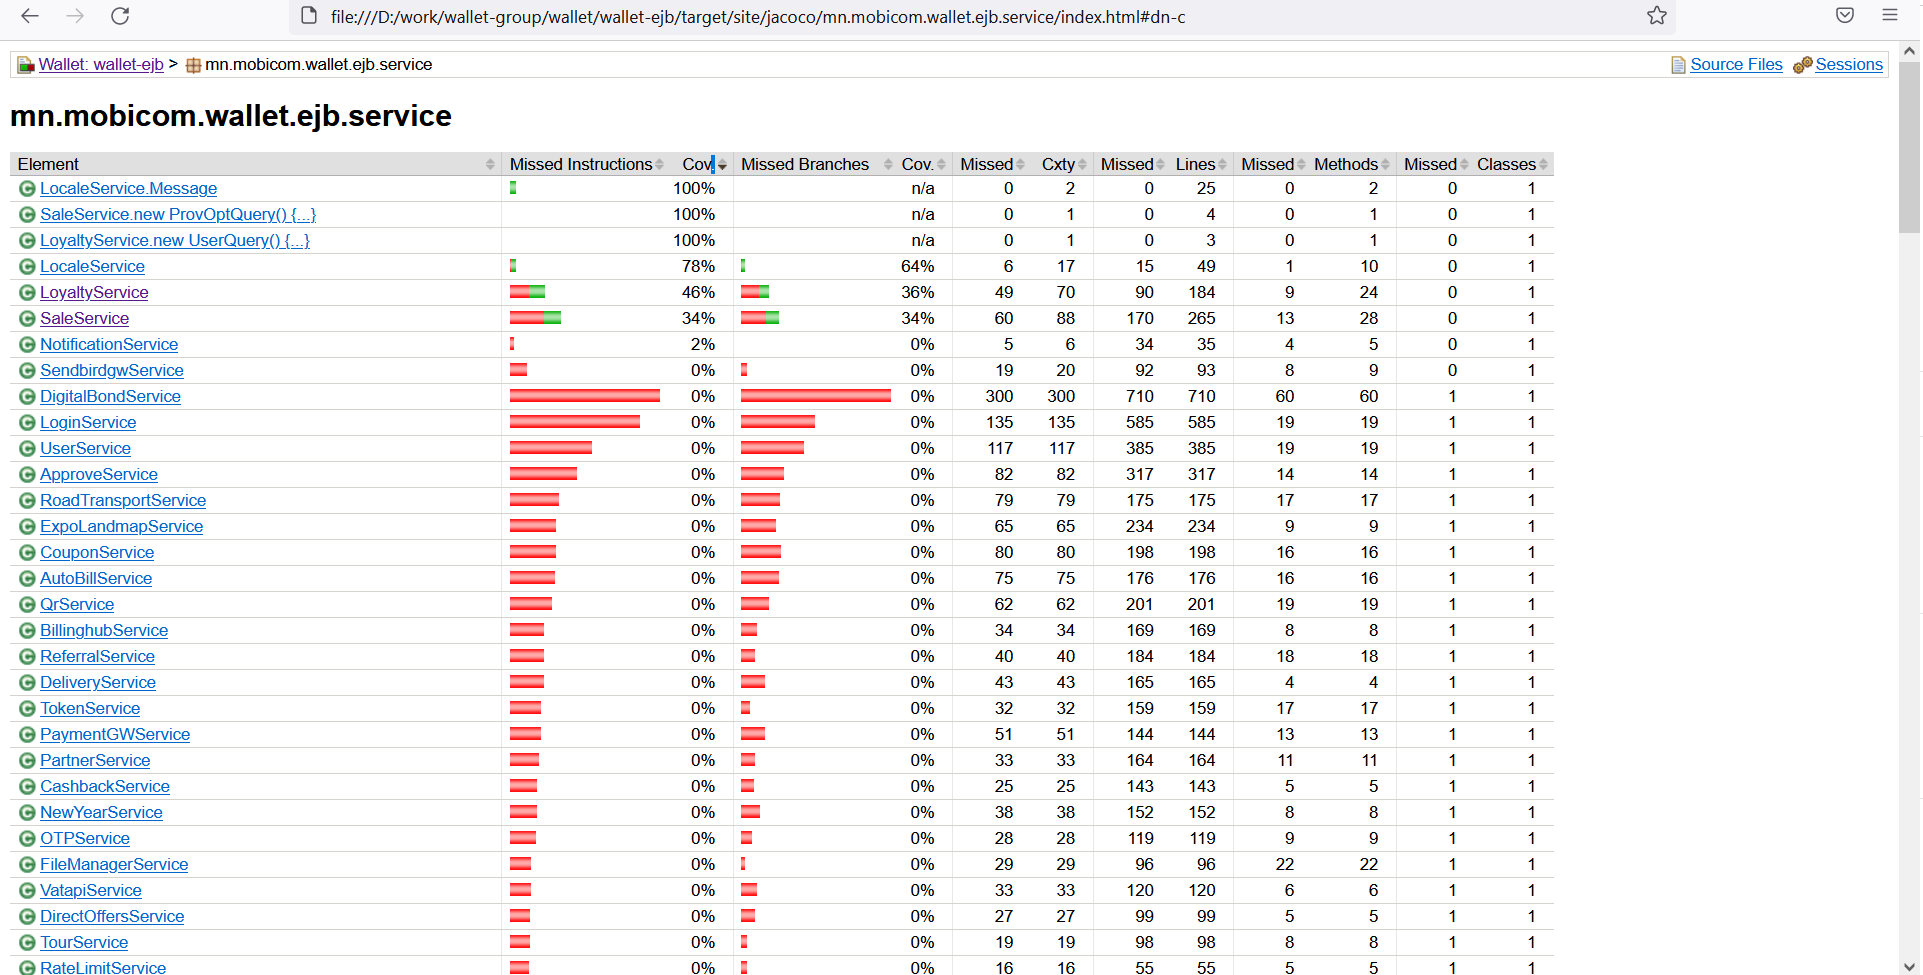 file:///D:/work/wallet-group/wallet/wallet-ejb/target/site/jacoco/mn.mobicom.wallet.ejb.service/index.html#dn-c
Wallet: wallet-ejb > mn.mobicom.wallet.ejb.service Source Files Sessions
mn.mobicom.wallet.ejb.service
Element Missed Instructions Cov. Missed Branches Cov. Missed Cxty Missed Lines Missed Methods Missed Classes
LocaleService.Message 100% n/a 0 2 0 25 0 2 0 1
SaleService.new ProvOptQuery() {...} 100% n/a 0 1 0 4 0 1 0 1
LoyaltyService.new UserQuery() {...} 100% n/a 0 1 0 3 0 1 0 1
LocaleService 78% 64% 6 17 15 49 1 10 0 1
LoyaltyService 46% 36% 49 70 90 184 9 24 0 1
SaleService 34% 34% 60 88 170 265 13 28 0 1
NotificationService 2% 0% 5 6 34 35 4 5 0 1
SendbirdgwService 0% 0% 19 20 92 93 8 9 0 1
DigitalBondService 0% 0% 300 300 710 710 60 60 1 1
LoginService 0% 0% 135 135 585 585 19 19 1 1
UserService 0% 0% 117 117 385 385 19 19 1 1
ApproveService 0% 0% 82 82 317 317 14 14 1 1
RoadTransportService 0% 0% 79 79 175 175 17 17 1 1
ExpoLandmapService 0% 0% 65 65 234 234 9 9 1 1
CouponService 0% 0% 80 80 198 198 16 16 1 1
AutoBillService 0% 0% 75 75 176 176 16 16 1 1
QrService 0% 0% 62 62 201 201 19 19 1 1
BillinghubService 0% 0% 34 34 169 169 8 8 1 1
ReferralService 0% 0% 40 40 184 184 18 18 1 1
DeliveryService 0% 0% 43 43 165 165 4 4 1 1
TokenService 0% 0% 32 32 159 159 17 17 1 1
PaymentGWService 0% 0% 51 51 144 144 13 13 1 1
PartnerService 0% 0% 33 33 164 164 11 11 1 1
CashbackService 0% 0% 25 25 143 143 5 5 1 1
NewYearService 0% 0% 38 38 152 152 8 8 1 1
OTPService 0% 0% 28 28 119 119 9 9 1 1
FileManagerService 0% 0% 29 29 96 96 22 22 1 1
VatapiService 0% 0% 33 33 120 120 6 6 1 1
DirectOffersService 0% 0% 27 27 99 99 5 5 1 1
TourService 0% 0% 19 19 98 98 8 8 1 1
RateLimitService 0% 0% 16 16 55 55 5 5 1 1